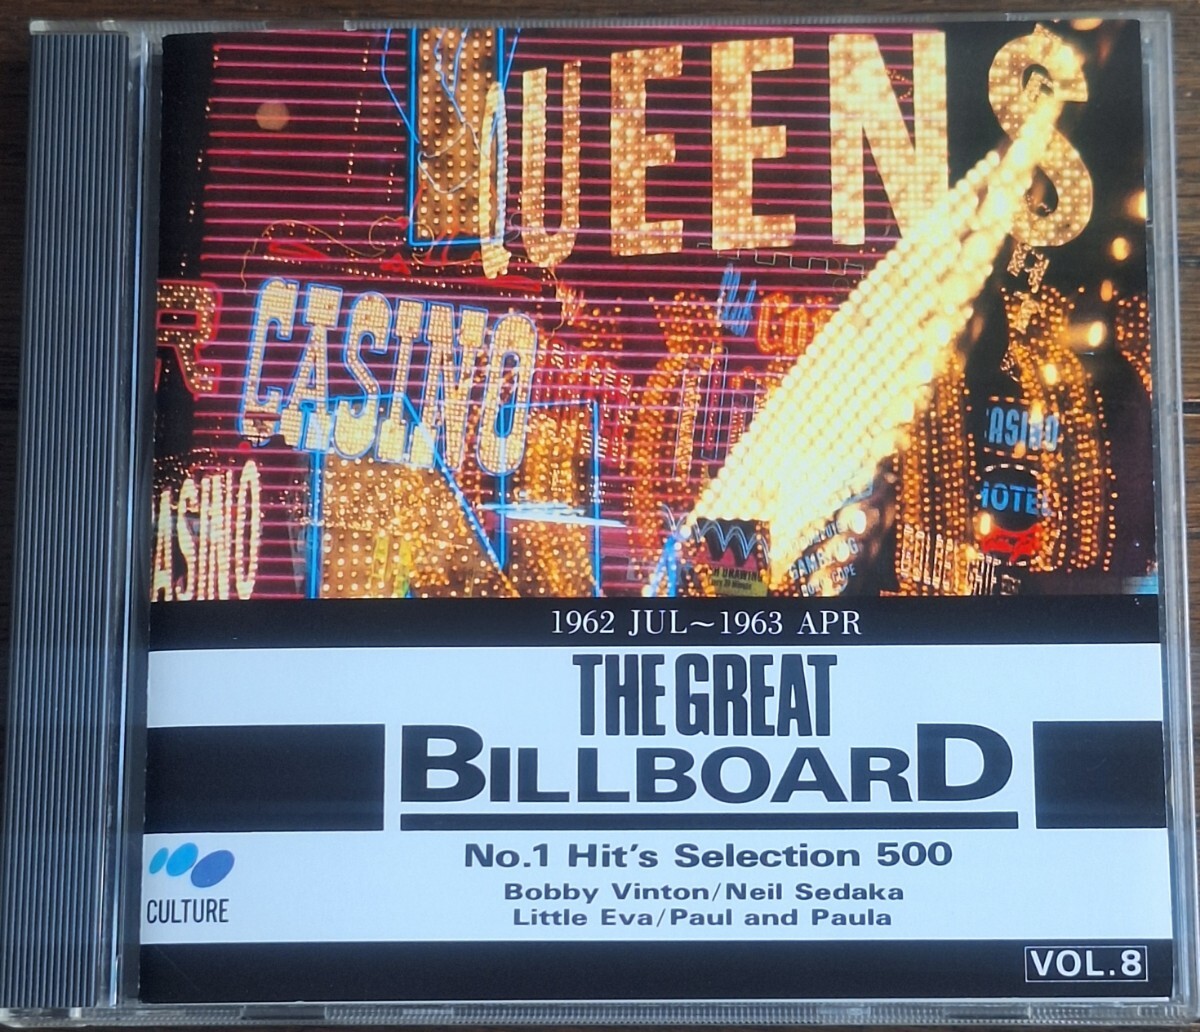 QUEENS
CASINO
CASINO
CASINO
HOTEL
1962 JUL~1963 APR
THE GREAT
BILLBOARD
No.1 Hit's Selection 500
Bobby Vinton/Neil Sedaka
Little Eva/Paul and Paula
CULTURE
VOL.8